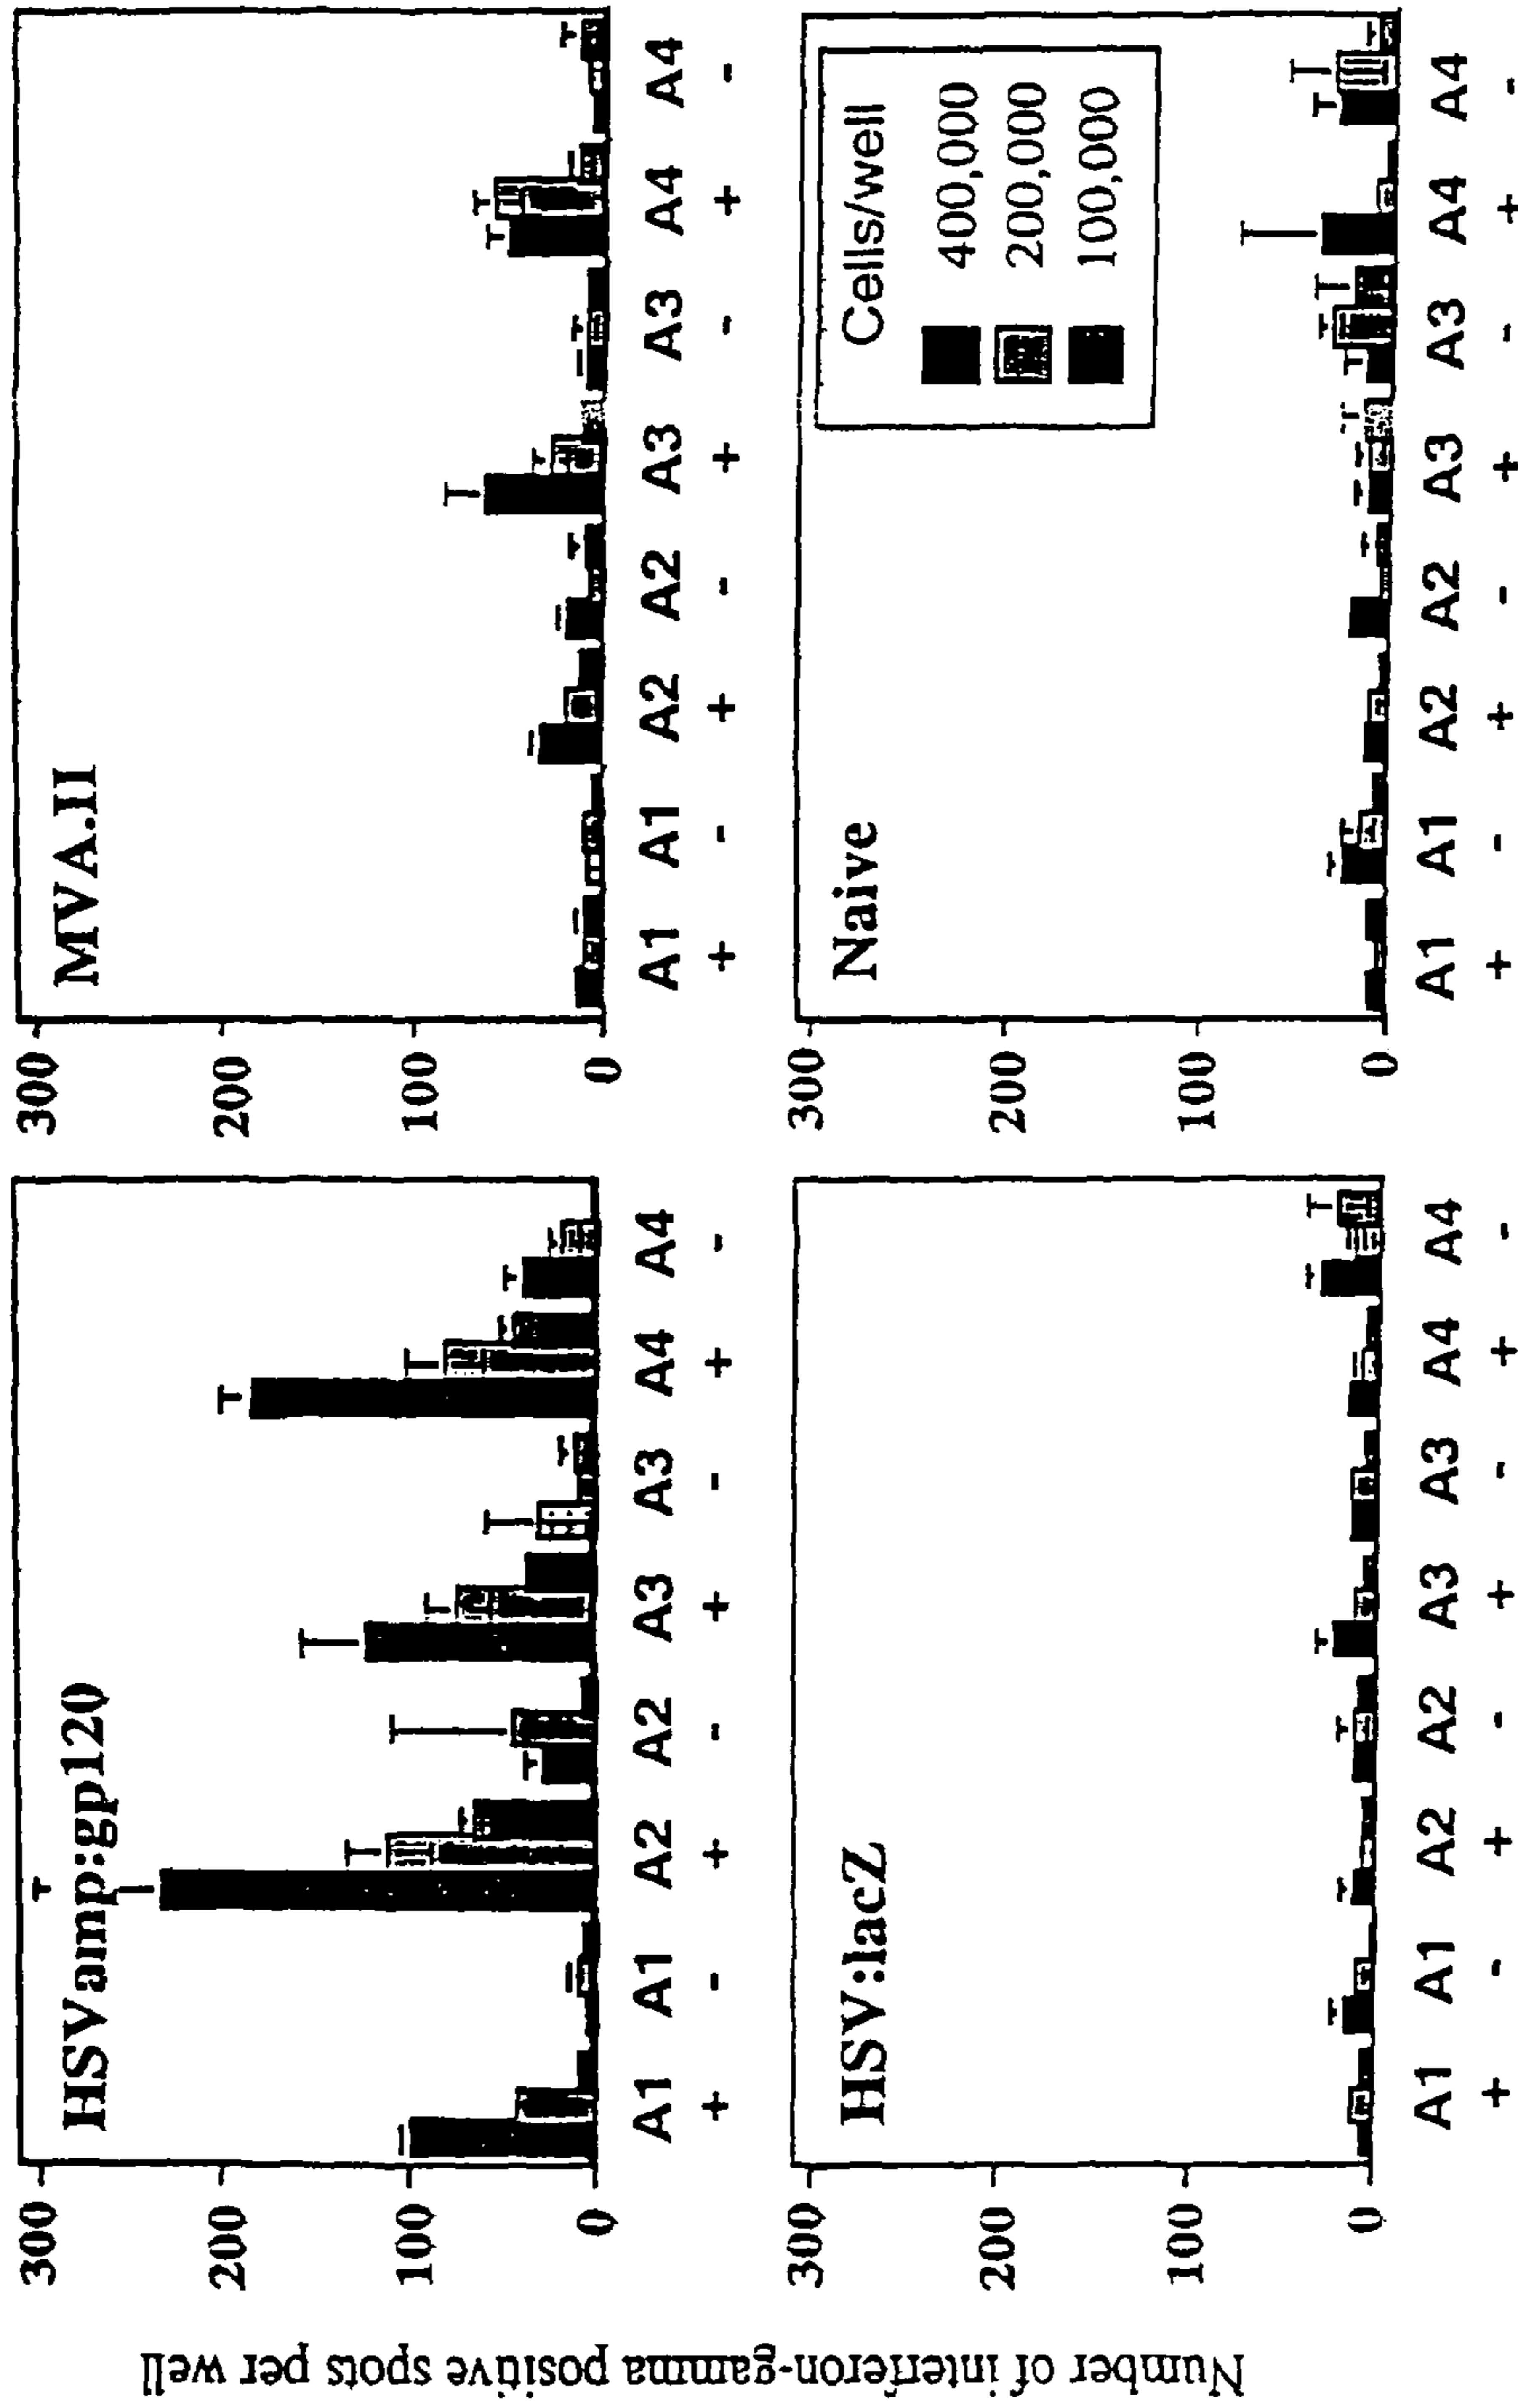 Number of interferon-gamma positive spots per well
HSVamp:gp120
300
200
100
0
A1 A1 A2 A2 A3 A3 A4 A4
+ - + - + - + -
MVA.II
300
200
100
0
A1 A1 A2 A2 A3 A3 A4 A4
+ - + - + - + -
HSV:lacZ
300
200
100
0
A1 A1 A2 A2 A3 A3 A4 A4
+ - + - + - + -
Naive
300
200
100
0
Cells/well
400,000
200,000
100,000
A1 A1 A2 A2 A3 A3 A4 A4
+ - + - + - + -